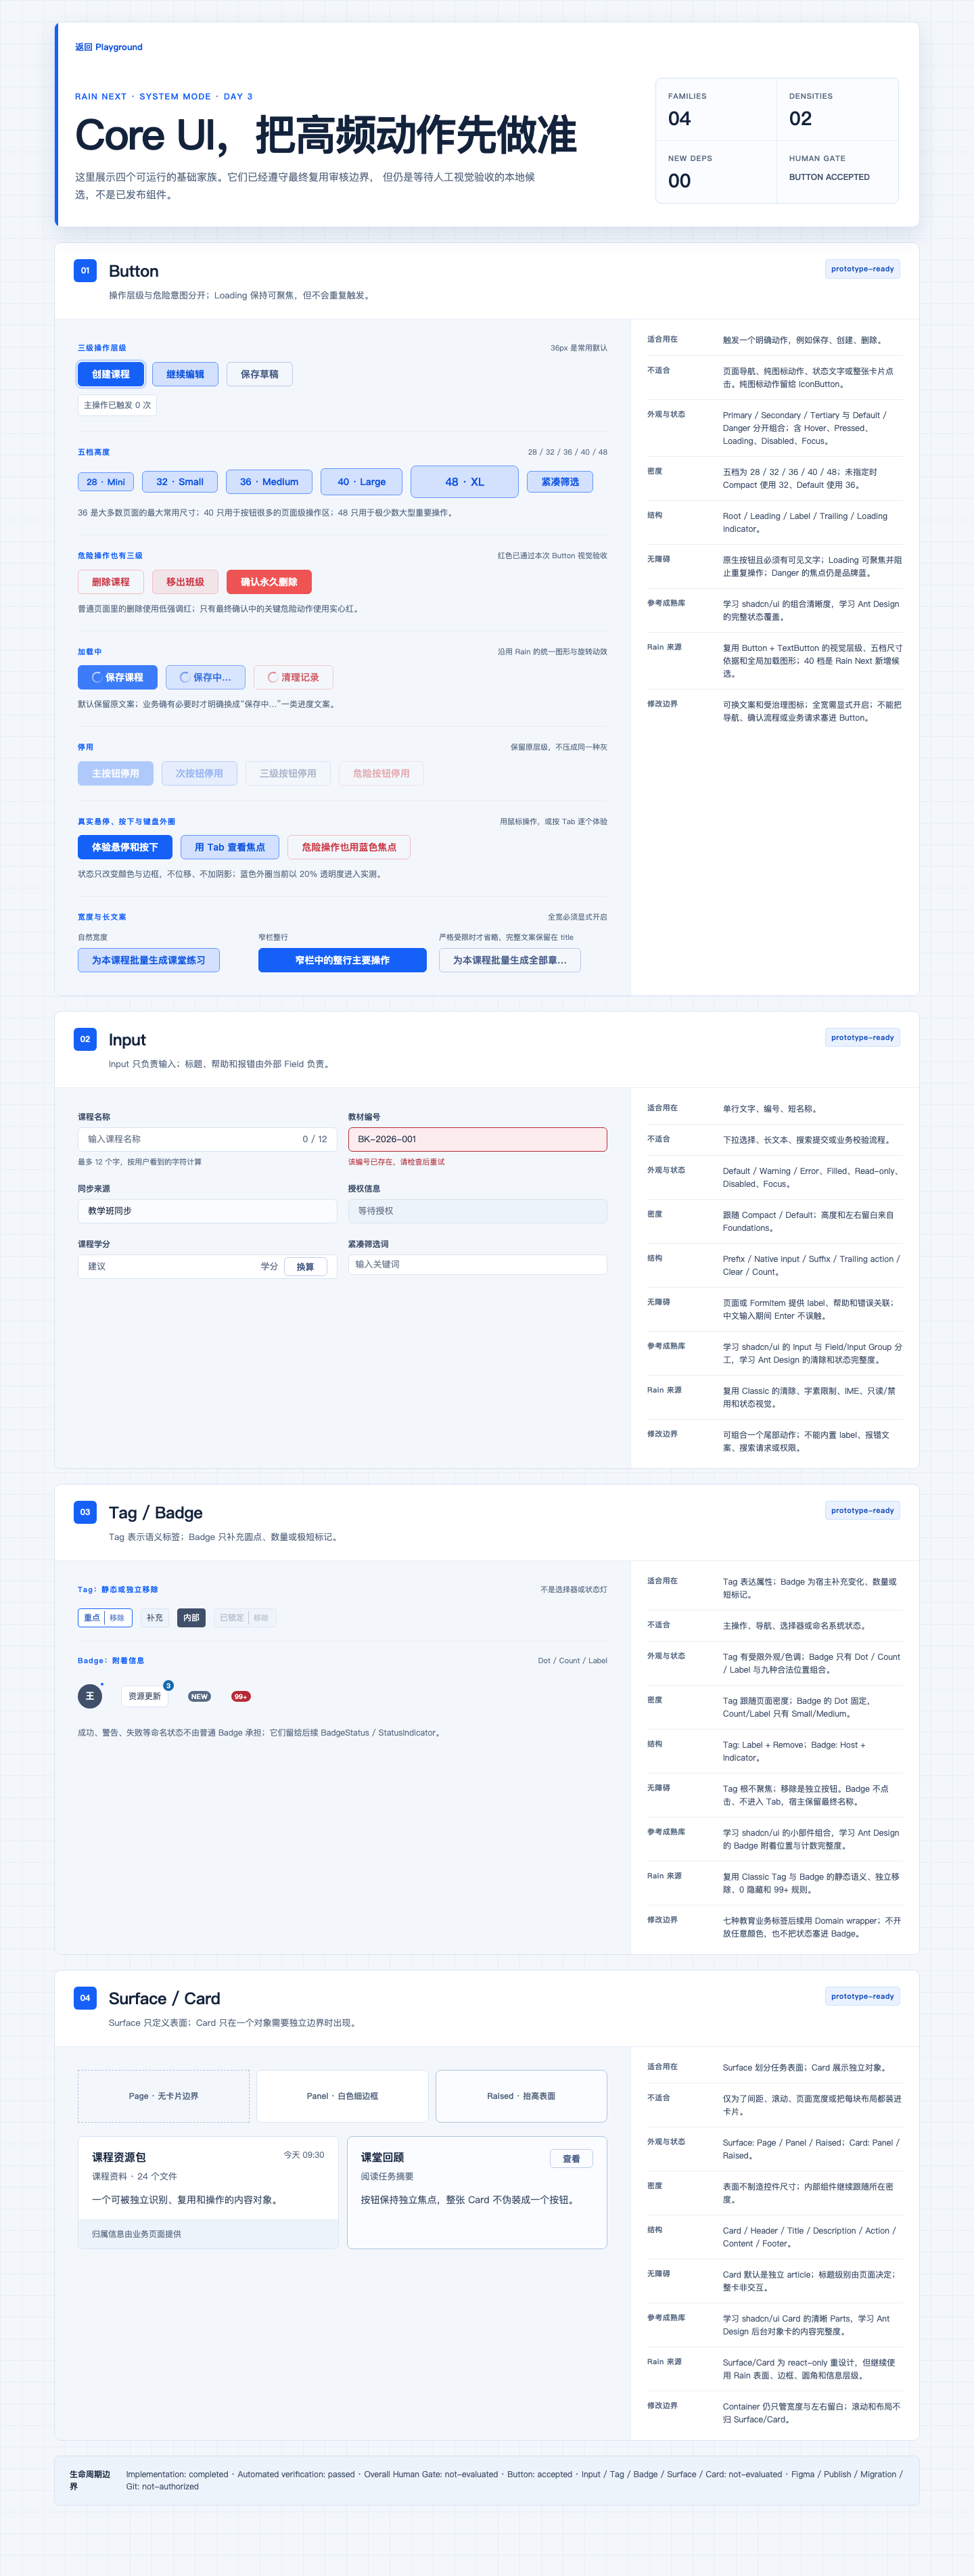 返回 Playground
RAIN NEXT · SYSTEM MODE · DAY 3
Core UI，把高频动作先做准
这里展示四个可运行的基础家族。它们已经遵守最终复用审核边界， 但仍是等待人工视觉验收的本地候
选，不是已发布组件。
FAMILIES
04
DENSITIES
02
NEW DEPS
00
HUMAN GATE
BUTTON ACCEPTED
01
Button
操作层级与危险意图分开；Loading 保持可聚焦，但不会重复触发。
prototype-ready
三级操作层级
36px 是常用默认
创建课程
继续编辑
保存草稿
主操作已触发 0 次
五档高度
28 / 32 / 36 / 40 / 48
28 · Mini
32 · Small
36 · Medium
40 · Large
48 · XL
紧凑筛选
36 是大多数页面的最大常用尺寸；40 只用于按钮很多的页面级操作区；48 只用于极少数大型重要操作。
危险操作也有三级
红色已通过本次 Button 视觉验收
删除课程
移出班级
确认永久删除
普通页面里的删除使用低强调红；只有最终确认中的关键危险动作使用实心红。
加载中
沿用 Rain 的统一图形与旋转动效
保存课程
保存中...
清理记录
默认保留原文案；业务确有必要时才明确换成“保存中...”一类进度文案。
停用
保留原层级，不压成同一种灰
主按钮停用
次按钮停用
三级按钮停用
危险按钮停用
真实悬停、按下与键盘外圈
用鼠标操作，或按 Tab 逐个体验
体验悬停和按下
用 Tab 查看焦点
危险操作也用蓝色焦点
状态只改变颜色与边框，不位移、不加阴影；蓝色外圈当前以 20% 透明度进入实测。
宽度与长文案
全宽必须显式开启
自然宽度
为本课程批量生成课堂练习
窄栏整行
窄栏中的整行主要操作
严格受限时才省略，完整文案保留在 title
为本课程批量生成全部章...
适合用在
触发一个明确动作，例如保存、创建、删除。
不适合
页面导航、纯图标动作、状态文字或整张卡片点
击。纯图标动作留给 IconButton。
外观与状态
Primary / Secondary / Tertiary 与 Default /
Danger 分开组合；含 Hover、Pressed、
Loading、Disabled、Focus。
密度
五档为 28 / 32 / 36 / 40 / 48；未指定时
Compact 使用 32、Default 使用 36。
结构
Root / Leading / Label / Trailing / Loading
indicator。
无障碍
原生按钮且必须有可见文字；Loading 可聚焦并阻
止重复操作；Danger 的焦点仍是品牌蓝。
参考成熟库
学习 shadcn/ui 的组合清晰度，学习 Ant Design
的完整状态覆盖。
Rain 来源
复用 Button + TextButton 的视觉层级、五档尺寸
依据和全局加载图形；40 档是 Rain Next 新增候
选。
修改边界
可换文案和受治理图标；全宽需显式开启；不能把
导航、确认流程或业务请求塞进 Button。
02
Input
Input 只负责输入；标题、帮助和报错由外部 Field 负责。
prototype-ready
课程名称
输入课程名称
0 / 12
最多 12 个字，按用户看到的字符计算
教材编号
BK-2026-001
该编号已存在，请检查后重试
同步来源
教学班同步
授权信息
等待授权
课程学分
建议
学分
换算
紧凑筛选词
输入关键词
适合用在
单行文字、编号、短名称。
不适合
下拉选择、长文本、搜索提交或业务校验流程。
外观与状态
Default / Warning / Error、Filled、Read-only、
Disabled、Focus。
密度
跟随 Compact / Default；高度和左右留白来自
Foundations。
结构
Prefix / Native input / Suffix / Trailing action /
Clear / Count。
无障碍
页面或 FormItem 提供 label、帮助和错误关联；
中文输入期间 Enter 不误触。
参考成熟库
学习 shadcn/ui 的 Input 与 Field/Input Group 分
工，学习 Ant Design 的清除和状态完整度。
Rain 来源
复用 Classic 的清除、字素限制、IME、只读/禁
用和状态视觉。
修改边界
可组合一个尾部动作；不能内置 label、报错文
案、搜索请求或权限。
03
Tag / Badge
Tag 表示语义标签；Badge 只补充圆点、数量或极短标记。
prototype-ready
Tag：静态或独立移除
不是选择器或状态灯
重点
移除
补充
内部
已锁定
移除
Badge：附着信息
Dot / Count / Label
王
资源更新
3
NEW
99+
成功、警告、失败等命名状态不由普通 Badge 承担；它们留给后续 BadgeStatus / StatusIndicator。
适合用在
Tag 表达属性；Badge 为宿主补充变化、数量或
短标记。
不适合
主操作、导航、选择器或命名系统状态。
外观与状态
Tag 有受限外观/色调；Badge 只有 Dot / Count
/ Label 与九种合法位置组合。
密度
Tag 跟随页面密度；Badge 的 Dot 固定，
Count/Label 只有 Small/Medium。
结构
Tag: Label + Remove；Badge: Host +
Indicator。
无障碍
Tag 根不聚焦；移除是独立按钮。Badge 不点
击、不进入 Tab，宿主保留最终名称。
参考成熟库
学习 shadcn/ui 的小部件组合，学习 Ant Design
的 Badge 附着位置与计数完整度。
Rain 来源
复用 Classic Tag 与 Badge 的静态语义、独立移
除、0 隐藏和 99+ 规则。
修改边界
七种教育业务标签后续用 Domain wrapper；不开
放任意颜色，也不把状态塞进 Badge。
04
Surface / Card
Surface 只定义表面；Card 只在一个对象需要独立边界时出现。
prototype-ready
Page · 无卡片边界
Panel · 白色细边框
Raised · 抬高表面
课程资源包
今天 09:30
课程资料 · 24 个文件
一个可被独立识别、复用和操作的内容对象。
归属信息由业务页面提供
课堂回顾
查看
阅读任务摘要
按钮保持独立焦点，整张 Card 不伪装成一个按钮。
适合用在
Surface 划分任务表面；Card 展示独立对象。
不适合
仅为了间距、滚动、页面宽度或把每块布局都装进
卡片。
外观与状态
Surface: Page / Panel / Raised；Card: Panel /
Raised。
密度
表面不制造控件尺寸；内部组件继续跟随所在密
度。
结构
Card / Header / Title / Description / Action /
Content / Footer。
无障碍
Card 默认是独立 article；标题级别由页面决定；
整卡非交互。
参考成熟库
学习 shadcn/ui Card 的清晰 Parts，学习 Ant
Design 后台对象卡的内容完整度。
Rain 来源
Surface/Card 为 react-only 重设计，但继续使
用 Rain 表面、边框、圆角和信息层级。
修改边界
Container 仍只管宽度与左右留白；滚动和布局不
归 Surface/Card。
生命周期边
界
Implementation: completed · Automated verification: passed · Overall Human Gate: not-evaluated · Button: accepted · Input / Tag / Badge / Surface / Card: not-evaluated · Figma / Publish / Migration /
Git: not-authorized